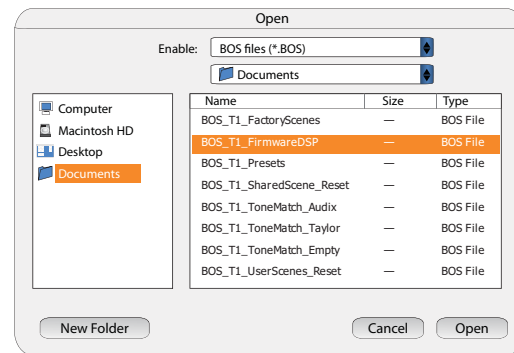 Open
Enable: BOS files (*.BOS)
Documents
Computer
Macintosh HD
Desktop
Documents
Name Size Type
BOS_T1_FactoryScenes — BOS File
BOS_T1_FirmwareDSP — BOS File
BOS_T1_Presets — BOS File
BOS_T1_SharedScene_Reset — BOS File
BOS_T1_ToneMatch_Audix — BOS File
BOS_T1_ToneMatch_Taylor — BOS File
BOS_T1_ToneMatch_Empty — BOS File
BOS_T1_UserScenes_Reset — BOS File
New Folder Cancel Open